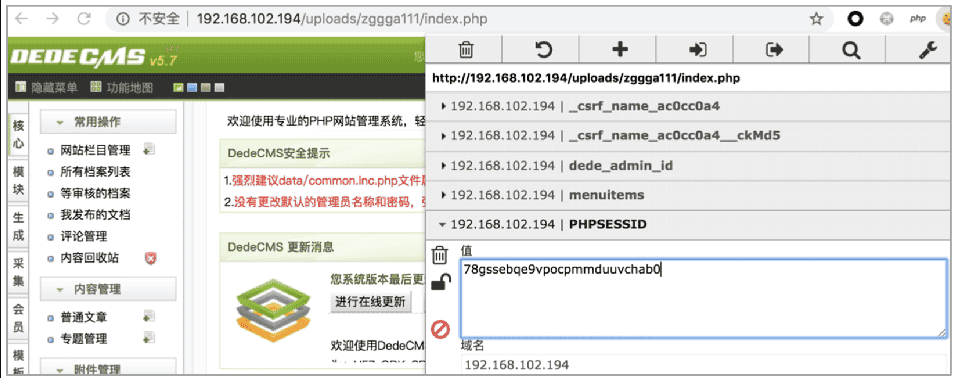 不安全 192.168.102.194/uploads/zggga111/index.php
php
DEDECMS v5.7
隐藏菜单 功能地图
核心
模块
生成
采集
会员
模板
常用操作
网站栏目管理
所有档案列表
等审核的档案
我发布的文档
评论管理
内容回收站
内容管理
普通文章
专题管理
附件管理
欢迎使用专业的PHP网站管理系统，轻
DedeCMS安全提示
1.强烈建议data/common.inc.php文件属
2.没有更改默认的管理员名称和密码，强
DedeCMS 更新消息
您系统版本最后更
进行在线更新
欢迎使用DedeCM
http://192.168.102.194/uploads/zggga111/index.php
192.168.102.194 | _csrf_name_ac0cc0a4
192.168.102.194 | _csrf_name_ac0cc0a4__ckMd5
192.168.102.194 | dede_admin_id
192.168.102.194 | menuitems
192.168.102.194 | PHPSESSID
值
78gssebqe9vpocpmmduuvchab0
域名
192.168.102.194